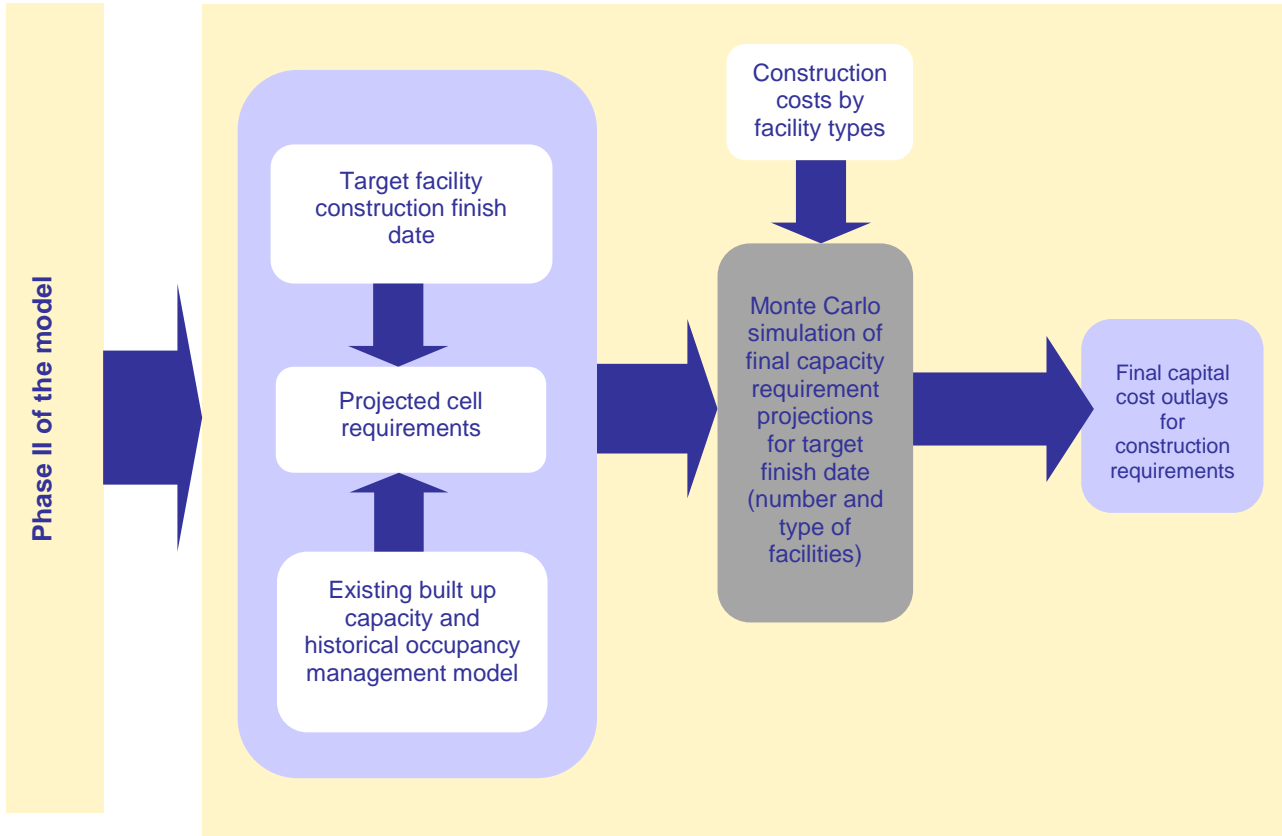 Phase II of the model
Target facility
construction finish
date
Projected cell
requirements
Existing built up
capacity and
historical occupancy
management model
Construction
costs by
facility types
Monte Carlo
simulation of
final capacity
requirement
projections
for target
finish date
(number and
type of
facilities)
Final capital
cost outlays
for
construction
requirements